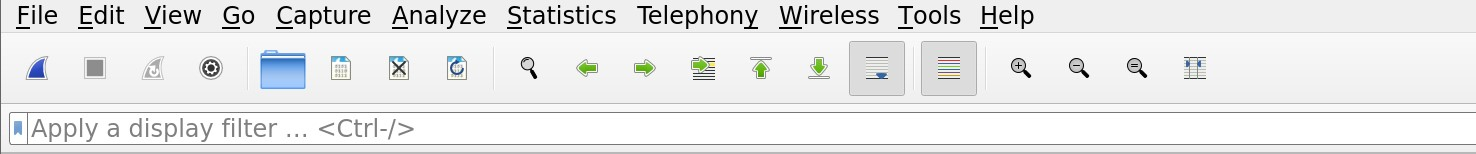 File Edit View Go Capture Analyze Statistics Telephony Wireless Tools Help
Apply a display filter ... <Ctrl-/>